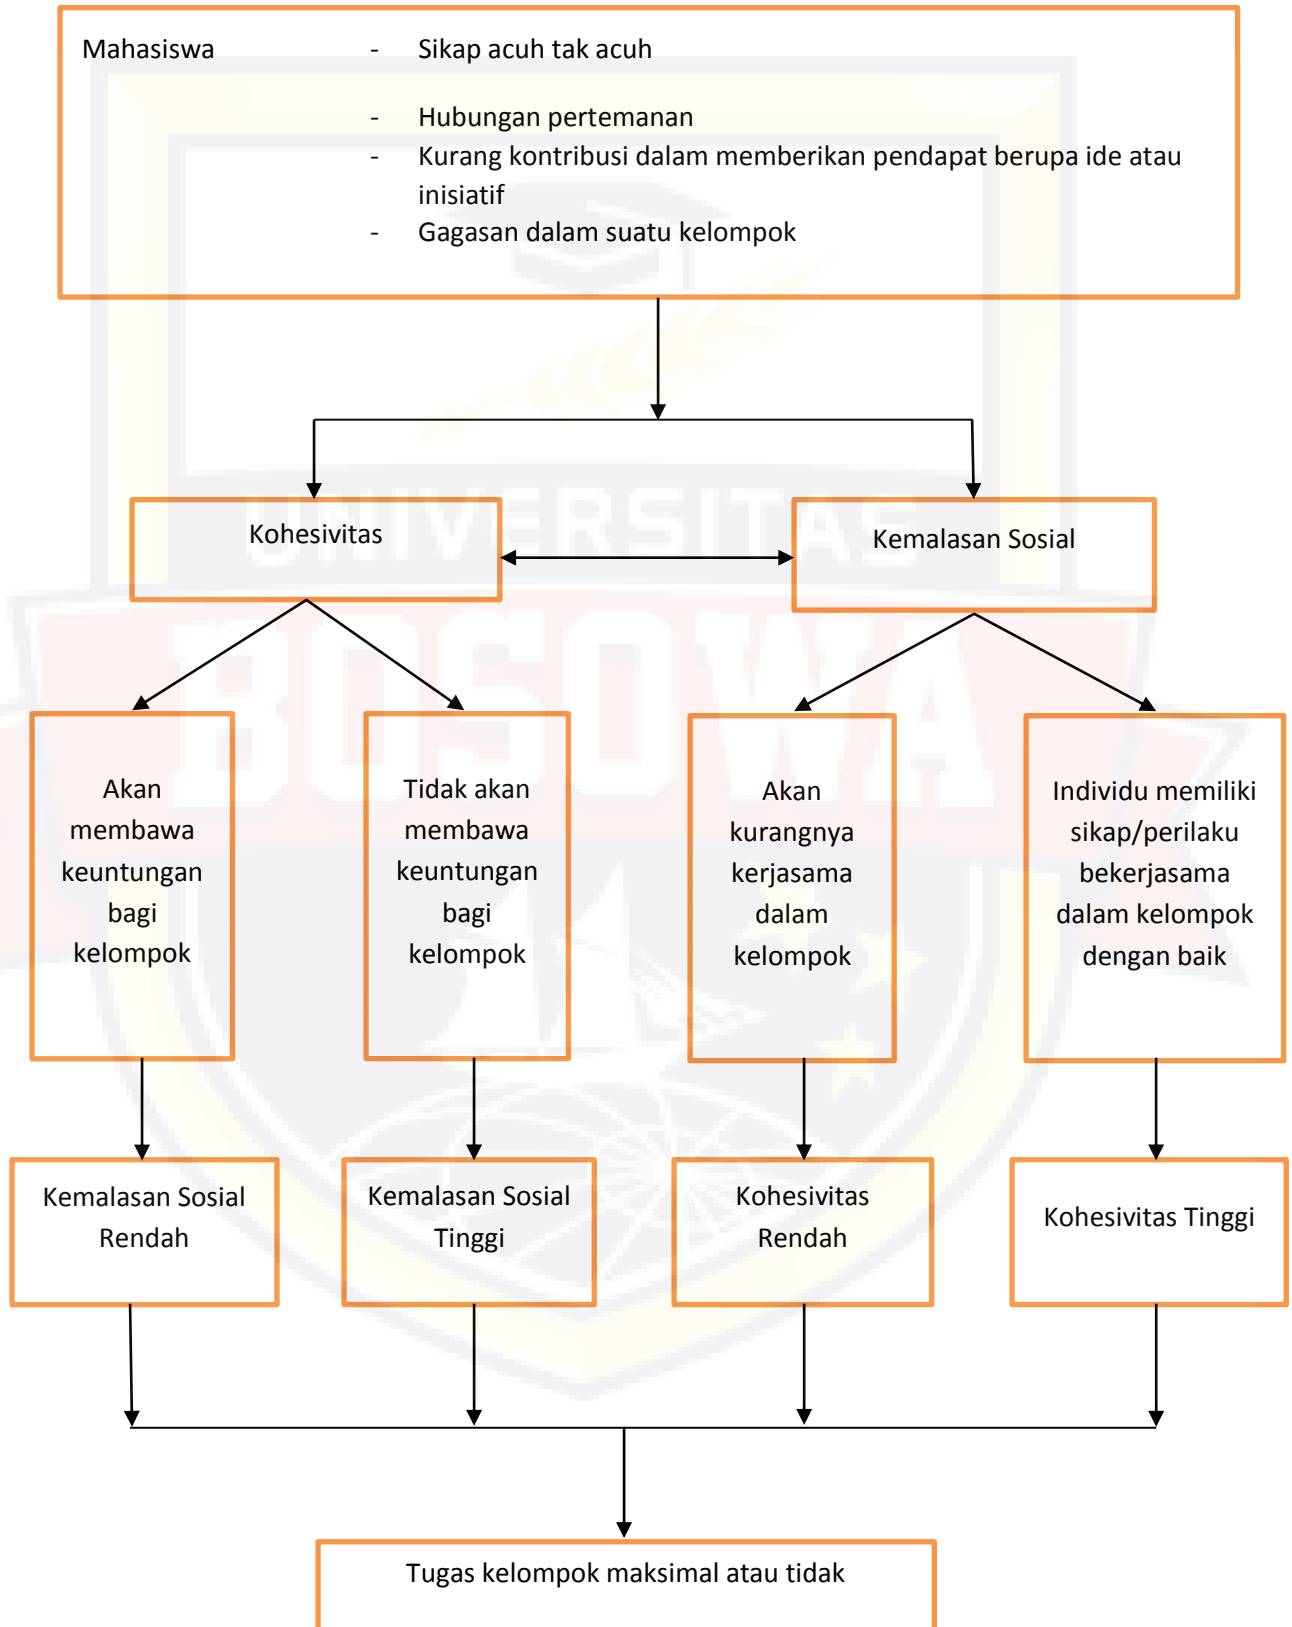 Mahasiswa - Sikap acuh tak acuh
- Hubungan pertemanan
- Kurang kontribusi dalam memberikan pendapat berupa ide atau
inisiatif
- Gagasan dalam suatu kelompok
UNIVERSITAS
BOSOWA
Kohesivitas
Kemalasan Sosial
Akan
membawa
keuntungan
bagi
kelompok
Tidak akan
membawa
keuntungan
bagi
kelompok
Akan
kurangnya
kerjasama
dalam
kelompok
Individu memiliki
sikap/perilaku
bekerjasama
dalam kelompok
dengan baik
Kemalasan Sosial
Rendah
Kemalasan Sosial
Tinggi
Kohesivitas
Rendah
Kohesivitas Tinggi
Tugas kelompok maksimal atau tidak